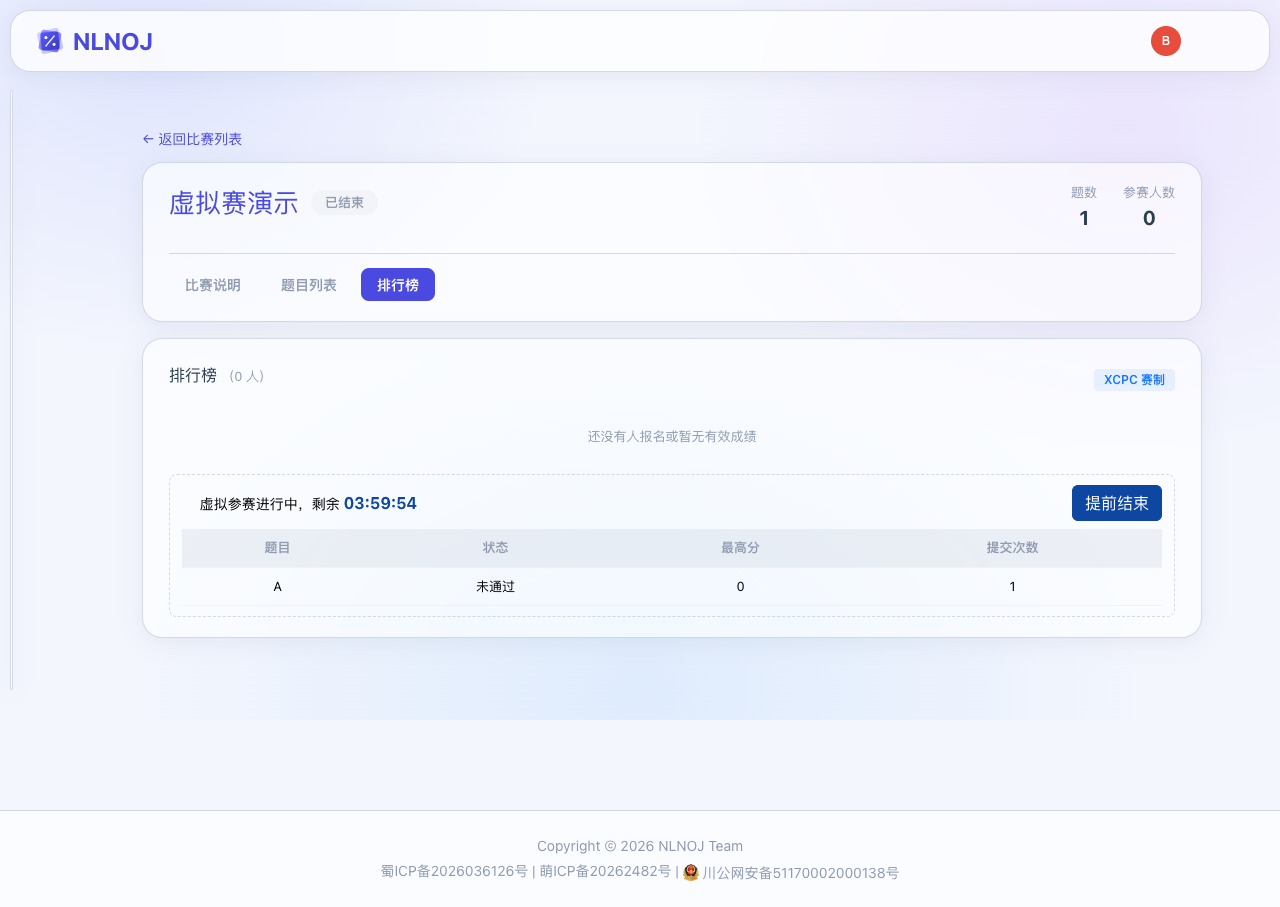 NLNOJ
B
← 返回比赛列表
虚拟赛演示 已结束
题数 参赛人数
1 0
比赛说明 题目列表 排行榜
排行榜 (0 人)
XCPC 赛制
还没有人报名或暂无有效成绩
虚拟参赛进行中，剩余 03:59:54 提前结束
题目 状态 最高分 提交次数
A 未通过 0 1
Copyright © 2026 NLNOJ Team
蜀ICP备2026036126号 | 萌ICP备20262482号 | 川公网安备51170002000138号